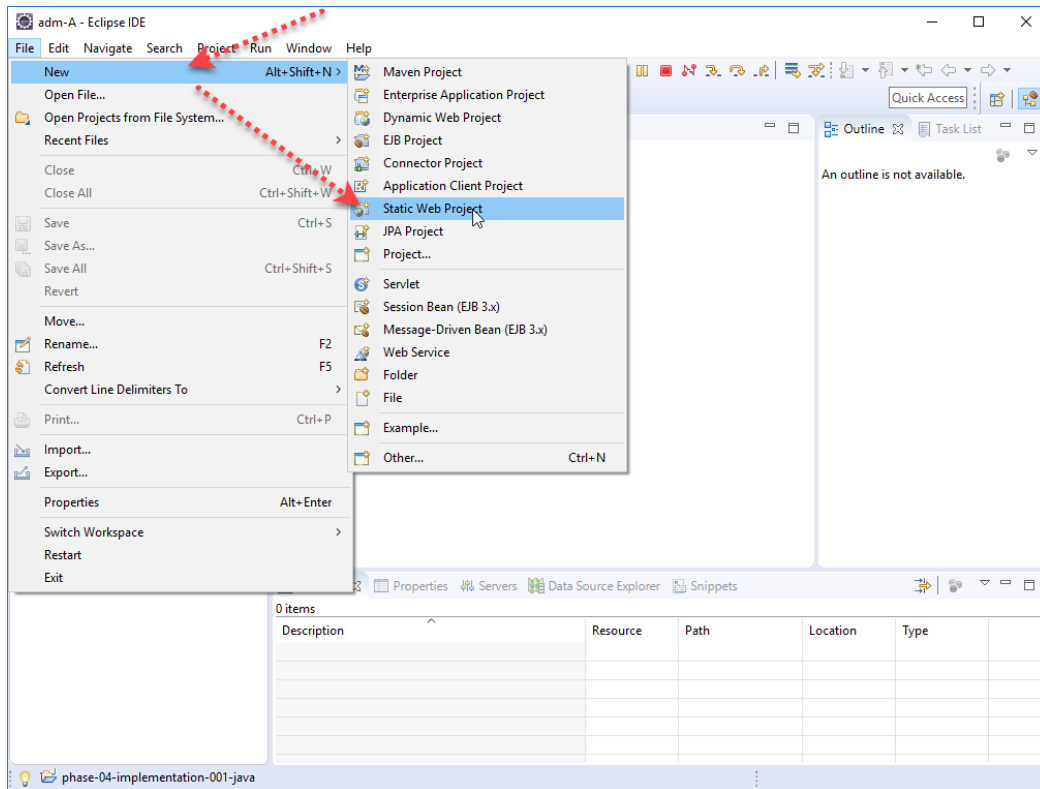 adm-A - Eclipse IDE
File Edit Navigate Search Project Run Window Help
New Alt+Shift+N >
Open File...
Open Projects from File System...
Recent Files >
Close Ctrl+W
Close All Ctrl+Shift+W
Save Ctrl+S
Save As...
Save All Ctrl+Shift+S
Revert
Move...
Rename... F2
Refresh F5
Convert Line Delimiters To >
Print... Ctrl+P
Import...
Export...
Properties Alt+Enter
Switch Workspace >
Restart
Exit
Maven Project
Enterprise Application Project
Dynamic Web Project
EJB Project
Connector Project
Application Client Project
Static Web Project
JPA Project
Project...
Servlet
Session Bean (EJB 3.x)
Message-Driven Bean (EJB 3.x)
Web Service
Folder
File
Example...
Other... Ctrl+N
Quick Access
Outline Task List
An outline is not available.
Properties Servers Data Source Explorer Snippets
0 items
Description Resource Path Location Type
phase-04-implementation-001-java